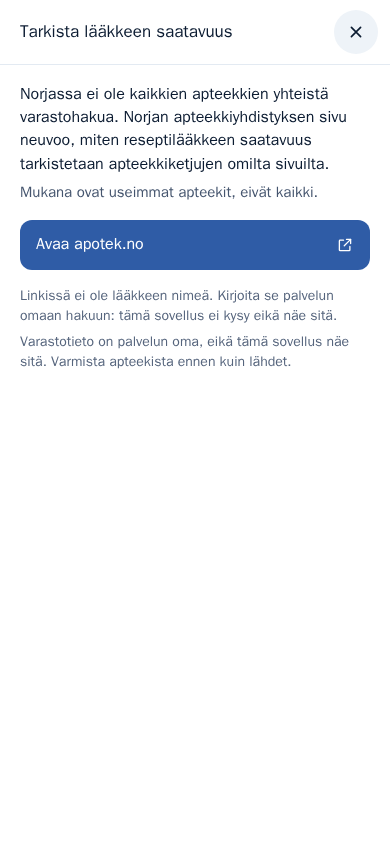 Tarkista lääkkeen saatavuus
Norjassa ei ole kaikkien apteekkien yhteistä
varastohakua. Norjan apteekkiyhdistyksen sivu
neuvoo, miten reseptilääkkeen saatavuus
tarkistetaan apteekkiketjujen omilta sivuilta.
Mukana ovat useimmat apteekit, eivät kaikki.
Avaa apotek.no
Linkissä ei ole lääkkeen nimeä. Kirjoita se palvelun
omaan hakuun: tämä sovellus ei kysy eikä näe sitä.
Varastotieto on palvelun oma, eikä tämä sovellus näe
sitä. Varmista apteekista ennen kuin lähdet.